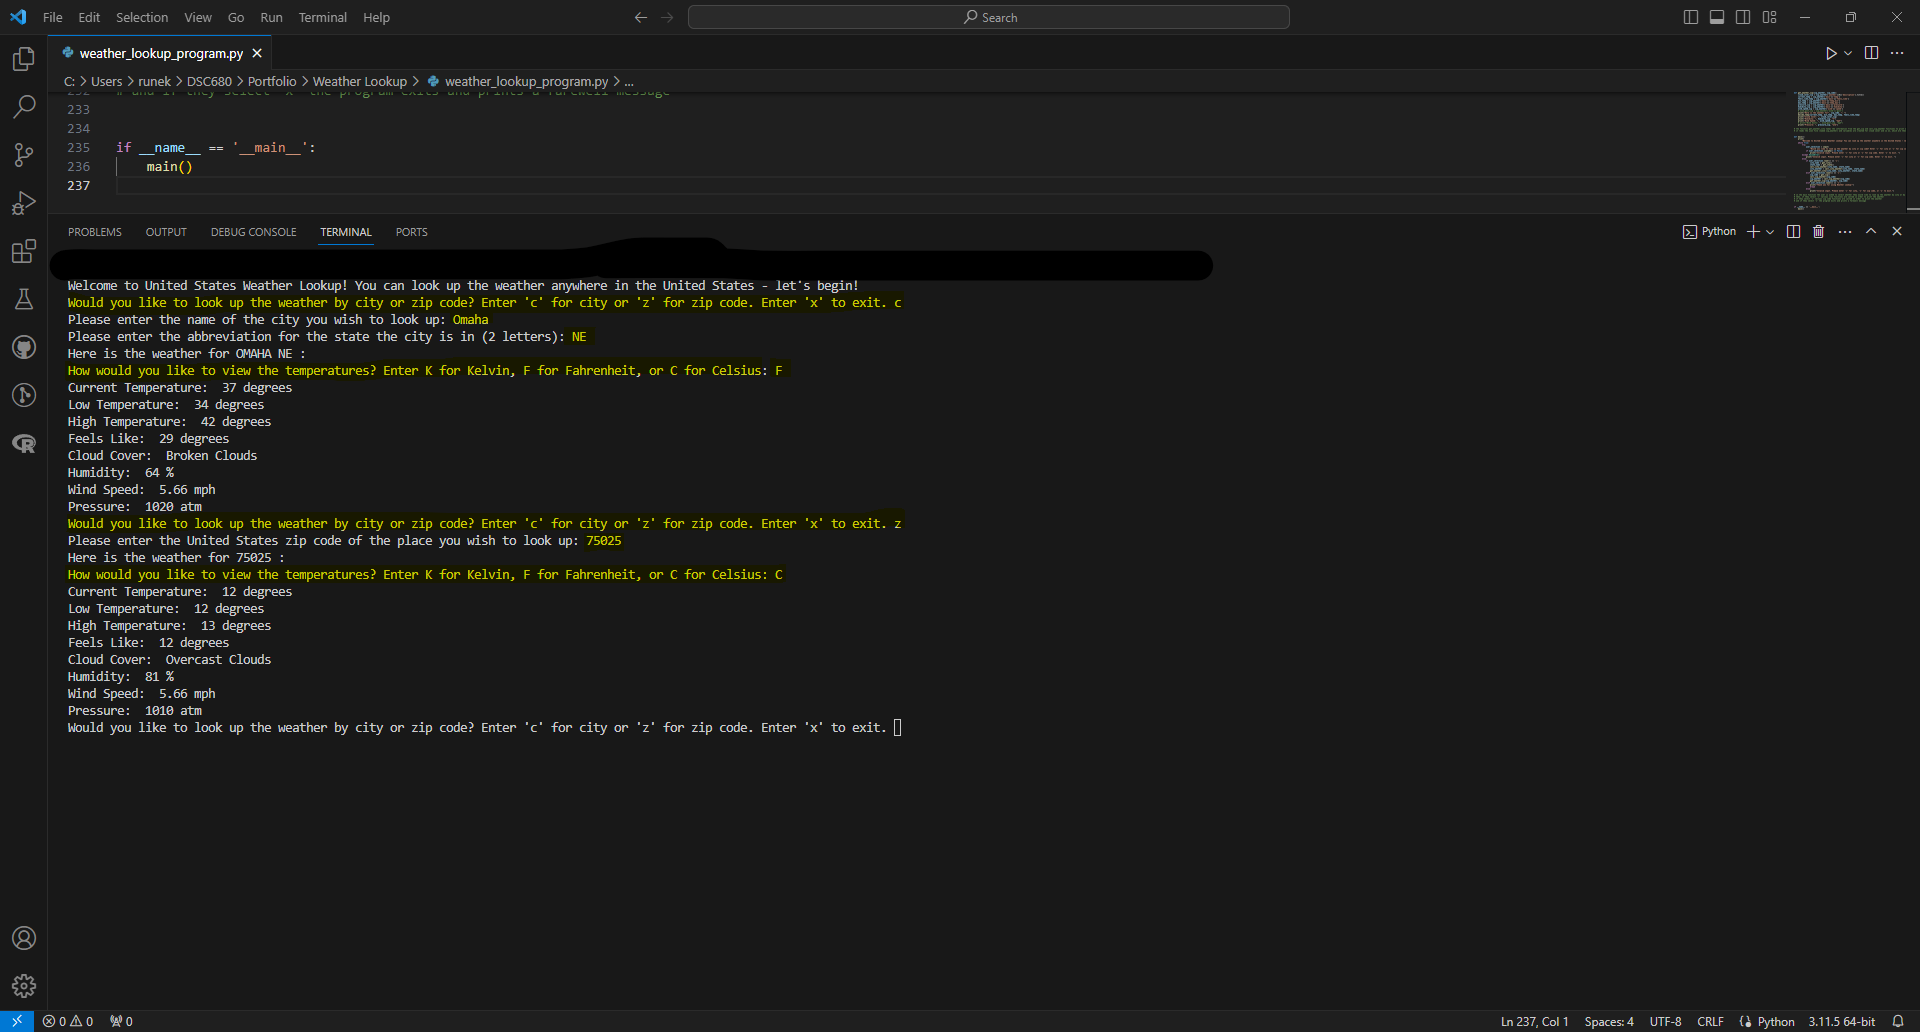 File Edit Selection View Go Run Terminal Help
Search
weather_lookup_program.py
C: > Users > runek > DSC680 > Portfolio > Weather Lookup > weather_lookup_program.py > ...
232 # and if they select 'x' the program exits and prints a farewell message
233
234
235 if __name__ == '__main__':
236 main()
237
PROBLEMS OUTPUT DEBUG CONSOLE TERMINAL PORTS
Python
Welcome to United States Weather Lookup! You can look up the weather anywhere in the United States - let's begin!
Would you like to look up the weather by city or zip code? Enter 'c' for city or 'z' for zip code. Enter 'x' to exit. c
Please enter the name of the city you wish to look up: Omaha
Please enter the abbreviation for the state the city is in (2 letters): NE
Here is the weather for OMAHA NE :
How would you like to view the temperatures? Enter K for Kelvin, F for Fahrenheit, or C for Celsius: F
Current Temperature:  37 degrees
Low Temperature:  34 degrees
High Temperature:  42 degrees
Feels Like:  29 degrees
Cloud Cover:  Broken Clouds
Humidity:  64 %
Wind Speed:  5.66 mph
Pressure:  1020 atm
Would you like to look up the weather by city or zip code? Enter 'c' for city or 'z' for zip code. Enter 'x' to exit. z
Please enter the United States zip code of the place you wish to look up: 75025
Here is the weather for 75025 :
How would you like to view the temperatures? Enter K for Kelvin, F for Fahrenheit, or C for Celsius: C
Current Temperature:  12 degrees
Low Temperature:  12 degrees
High Temperature:  13 degrees
Feels Like:  12 degrees
Cloud Cover:  Overcast Clouds
Humidity:  81 %
Wind Speed:  5.66 mph
Pressure:  1010 atm
Would you like to look up the weather by city or zip code? Enter 'c' for city or 'z' for zip code. Enter 'x' to exit.
0 0 0 Ln 237, Col 1 Spaces: 4 UTF-8 CRLF Python 3.11.5 64-bit